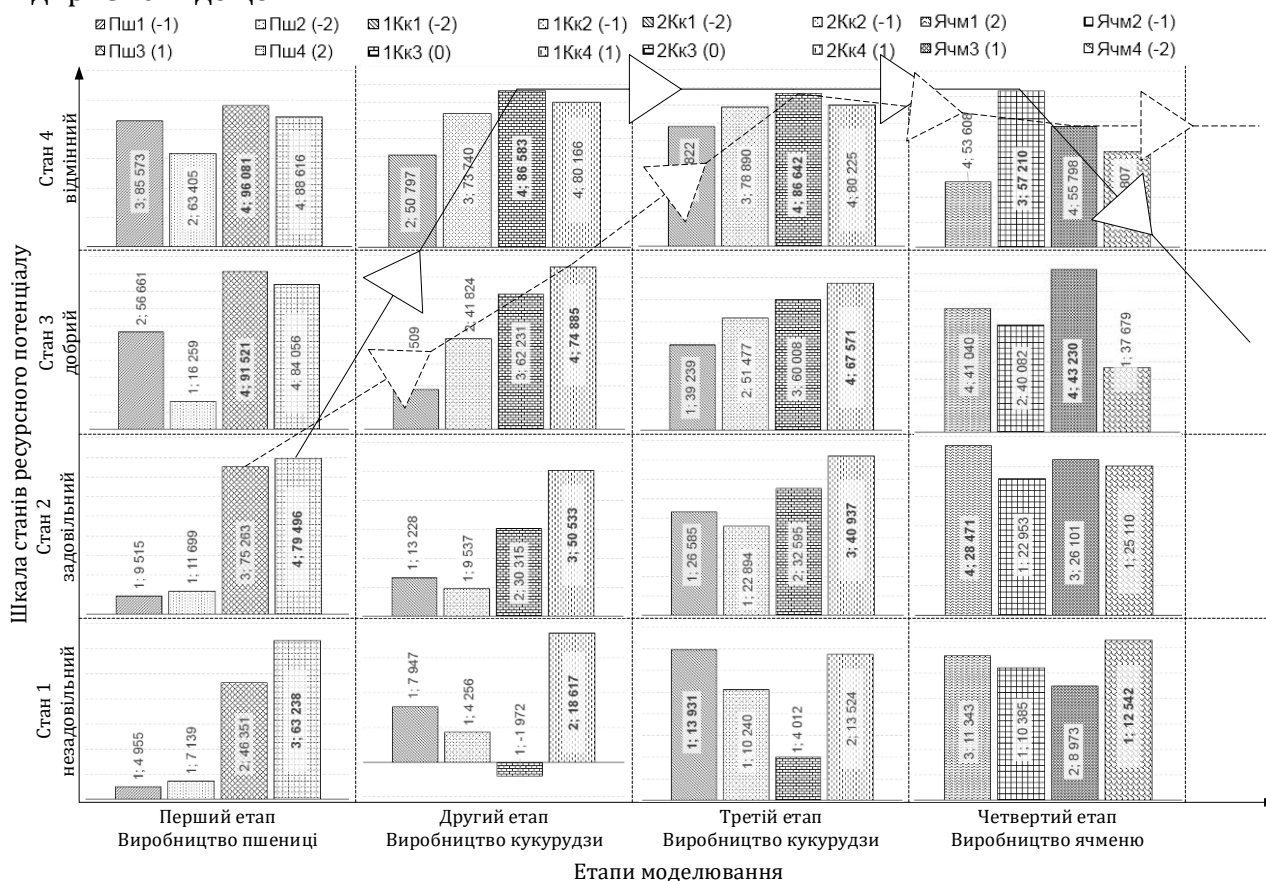 Пш1 (-1) Пш2 (-2) 1Кк1 (-2) 1Кк2 (-1) 2Кк1 (-2) 2Кк2 (-1) Ячм1 (2) Ячм2 (-1)
Пш3 (1) Пш4 (2) 1Кк3 (0) 1Кк4 (1) 2Кк3 (0) 2Кк4 (1) Ячм3 (1) Ячм4 (-2)
Шкала станів ресурсного потенціалу
Стан 4
відмінний
3; 85 573
2; 63 405
4; 96 081
4; 88 616
2; 50 797
3; 73 740
4; 86 583
4; 80 166
822
3; 78 890
4; 86 642
4; 80 225
4; 53 608
3; 57 210
4; 55 798
807
Стан 3
добрий
2; 56 661
1; 16 259
4; 91 521
4; 84 056
509
2; 41 824
3; 62 231
4; 74 885
1; 39 239
2; 51 477
3; 60 008
4; 67 571
4; 41 040
2; 40 082
4; 43 230
1; 37 679
Стан 2
задовільний
1; 9 515
1; 11 699
3; 75 263
4; 79 496
1; 13 228
1; 9 537
2; 30 315
3; 50 533
1; 26 585
1; 22 894
2; 32 595
3; 40 937
4; 28 471
1; 22 953
3; 26 101
1; 25 110
Стан 1
незадовільний
1; 4 955
1; 7 139
2; 46 351
3; 63 238
1; 7 947
1; 4 256
1; -1 972
2; 18 617
1; 13 931
1; 10 240
1; 4 012
2; 13 524
3; 11 343
1; 10 385
2; 8 973
1; 12 542
Перший етап
Виробництво пшениці
Другий етап
Виробництво кукурудзи
Третій етап
Виробництво кукурудзи
Четвертий етап
Виробництво ячменю
Етапи моделювання